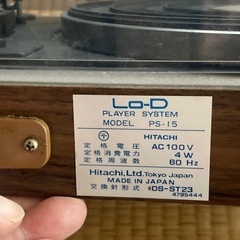 Lo-D
PLAYER SYSTEM
MODEL PS-15
HITACHI
定格電圧 AC 100V
定格消費電力 4W
定格周波数 60 Hz
Hitachi, Ltd. Tokyo Japan
MADE IN JAPAN
交換針形式 DS-ST23
4795444